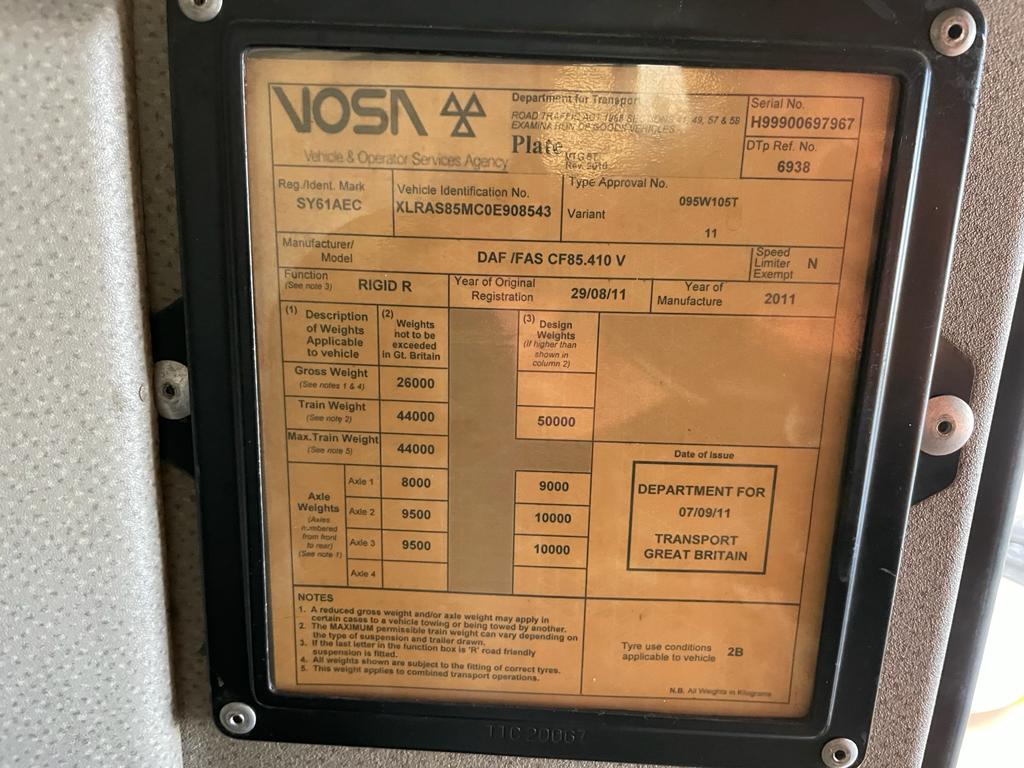 VOSA
Vehicle & Operator Services Agency
Department for Transport
ROAD TRAFFIC ACT 1988 SECTIONS 41, 49, 57 & 58
EXAMINATION OF GOODS VEHICLES
Plate
VTG 6T
Rev. 2010
Serial No.
H99900697967
DTp Ref. No.
6938
Reg./Ident. Mark
SY61AEC
Vehicle Identification No.
XLRAS85MC0E908543
Type Approval No.
095W105T
Variant
11
Manufacturer/
Model
DAF /FAS CF85.410 V
Speed
Limiter N
Exempt
Function
(See note 3)
RIGID R
Year of Original
Registration
29/08/11
Year of
Manufacture
2011
(1) Description
of Weights
Applicable
to vehicle
(2) Weights
not to be
exceeded
in Gt. Britain
(3) Design
Weights
(If higher than
shown in
column 2)
Gross Weight
(See notes 1 & 4)
26000
Train Weight
(See note 2)
44000
50000
Max.Train Weight
(See note 5)
44000
Axle
Weights
(Axles
numbered
from front
to rear)
(See note 1)
Axle 1 8000 9000
Axle 2 9500 10000
Axle 3 9500 10000
Axle 4
Date of Issue
DEPARTMENT FOR
07/09/11
TRANSPORT
GREAT BRITAIN
NOTES
1. A reduced gross weight and/or axle weight may apply in
certain cases to a vehicle towing or being towed by another.
2. The MAXIMUM permissible train weight can vary depending on
the type of suspension and trailer drawn.
3. If the last letter in the function box is 'R' road friendly
suspension is fitted.
4. All weights shown are subject to the fitting of correct tyres.
5. This weight applies to combined transport operations.
Tyre use conditions
applicable to vehicle
2B
N.B. All Weights in Kilograms
TTC 20067